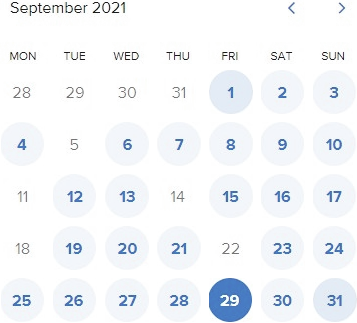 September 2021
MON TUE WED THU FRI SAT SUN
28 29 30 31 1 2 3
4 5 6 7 8 9 10
11 12 13 14 15 16 17
18 19 20 21 22 23 24
25 26 27 28 29 30 31